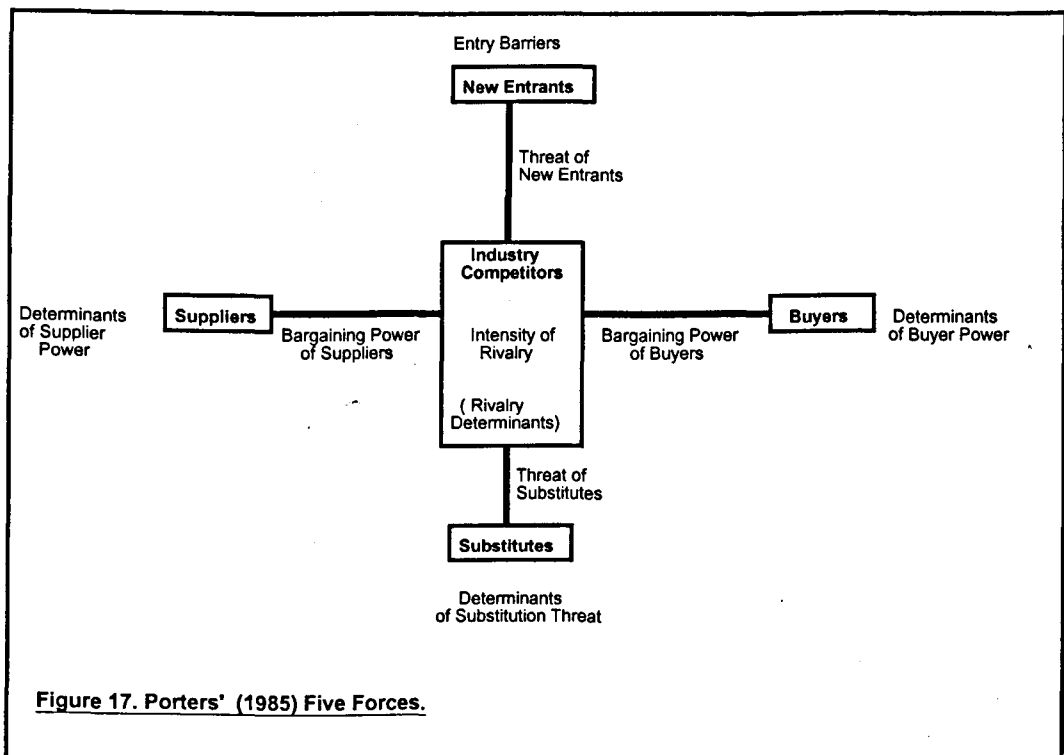 Entry Barriers
New Entrants
Threat of
New Entrants
Industry
Competitors
Determinants
of Supplier
Power
Suppliers
Bargaining Power
of Suppliers
Intensity of
Rivalry
Bargaining Power
of Buyers
Buyers
Determinants
of Buyer Power
( Rivalry
Determinants)
Threat of
Substitutes
Substitutes
Determinants
of Substitution Threat
Figure 17. Porters' (1985) Five Forces.